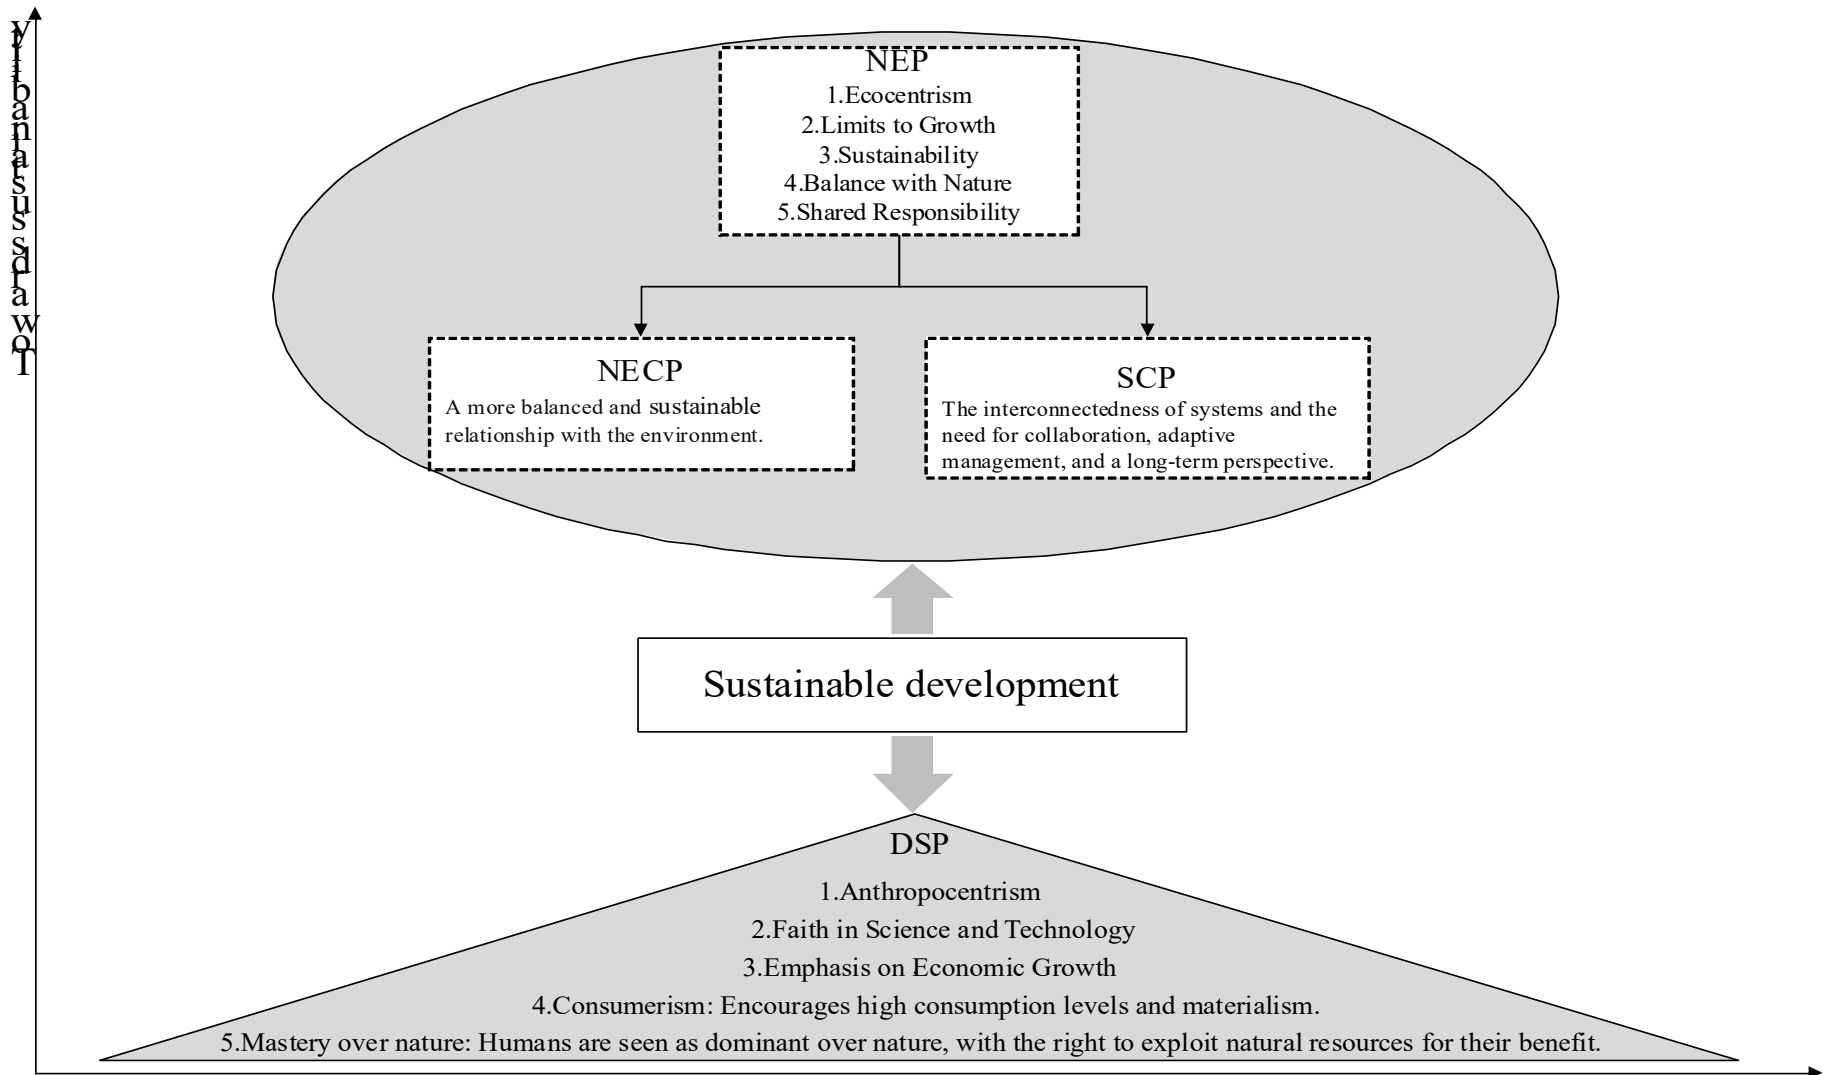 Towards sustainability
NEP
1.Ecocentrism
2.Limits to Growth
3.Sustainability
4.Balance with Nature
5.Shared Responsibility
NECP
A more balanced and sustainable
relationship with the environment.
SCP
The interconnectedness of systems and the
need for collaboration, adaptive
management, and a long-term perspective.
Sustainable development
DSP
1.Anthropocentrism
2.Faith in Science and Technology
3.Emphasis on Economic Growth
4.Consumerism: Encourages high consumption levels and materialism.
5.Mastery over nature: Humans are seen as dominant over nature, with the right to exploit natural resources for their benefit.